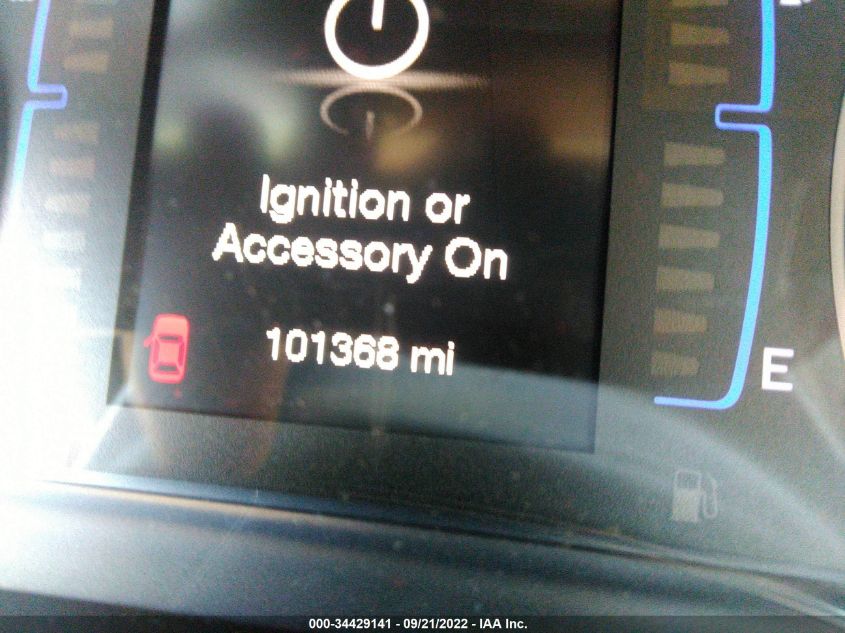 Ignition or
Accessory On
101368 mi
E
000-34429141 - 09/21/2022 - IAA Inc.